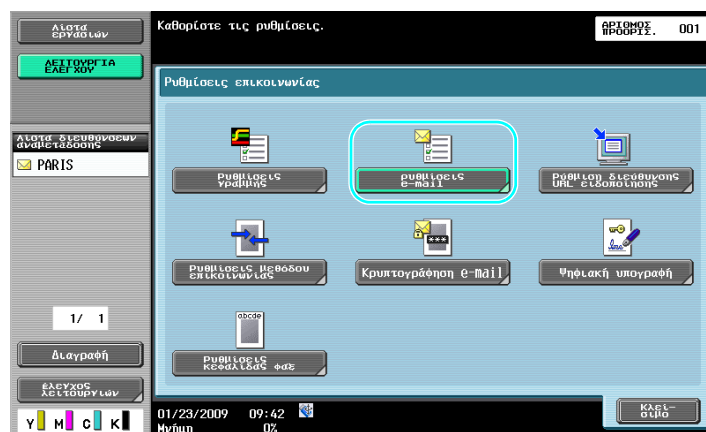 Λίστα
εργασιών
Καθορίστε τις ρυθμίσεις.
ΑΡΙΘΜΟΣ
ΠΡΟΟΡΙΣ.
001
ΛΕΙΤΟΥΡΓΙΑ
ΕΛΕΓΧΟΥ
Ρυθμίσεις επικοινωνίας
Λίστα διευθύνσεων
αναμετάδοσης
PARIS
Ρυθμίσεις
γραμμής
Ρυθμίσεις
e-mail
Ρύθμιση διεύθυνσης
URL ειδοποίησης
Ρυθμίσεις μεθόδου
επικοινωνίας
Κρυπτογράφηση e-mail
Ψηφιακή υπογραφή
abcde
Ρυθμίσεις
κεφαλίδας φαξ
1/ 1
Διαγραφή
έλεγχος
λειτουργιών
Y M C K
01/23/2009 09:42
Μνήμη 0%
Κλεί-
σιμο